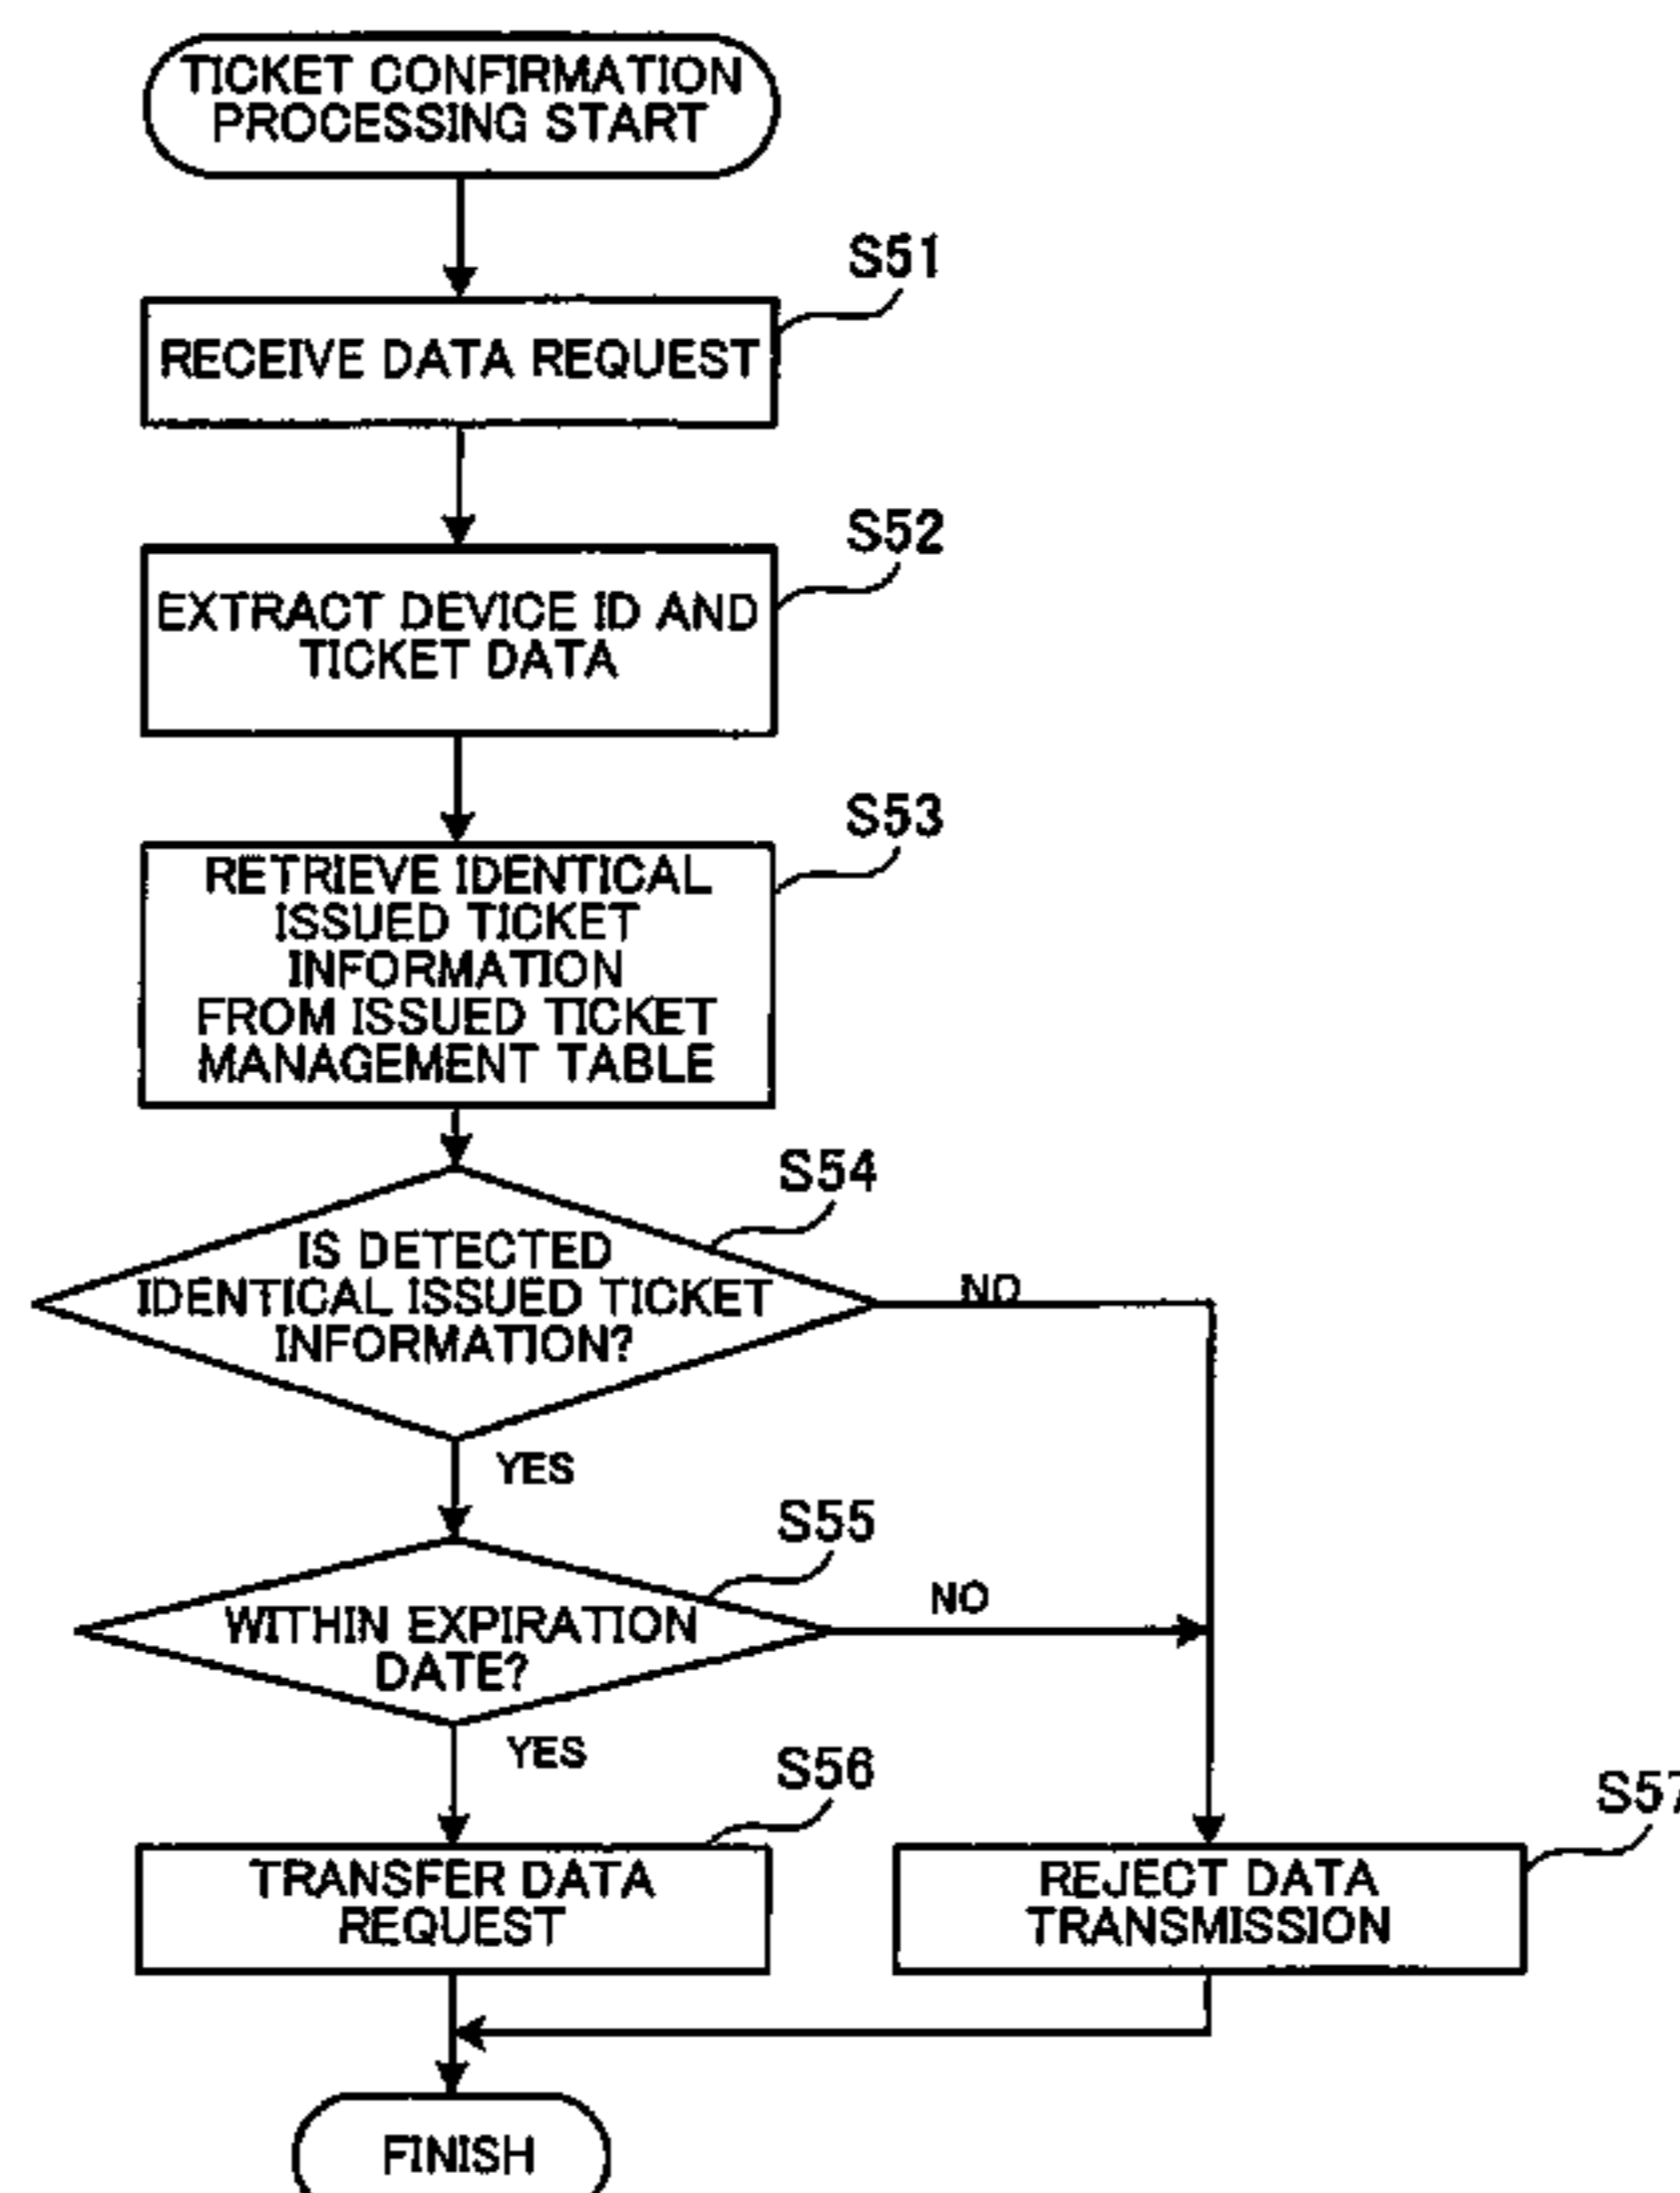 TICKET CONFIRMATION
PROCESSING START
S51
RECEIVE DATA REQUEST
S52
EXTRACT DEVICE ID AND
TICKET DATA
S53
RETRIEVE IDENTICAL
ISSUED TICKET
INFORMATION
FROM ISSUED TICKET
MANAGEMENT TABLE
S54
IS DETECTED
IDENTICAL ISSUED TICKET
INFORMATION?
NO
YES
S55
WITHIN EXPIRATION
DATE?
NO
YES
S56
TRANSFER DATA
REQUEST
S57
REJECT DATA
TRANSMISSION
FINISH